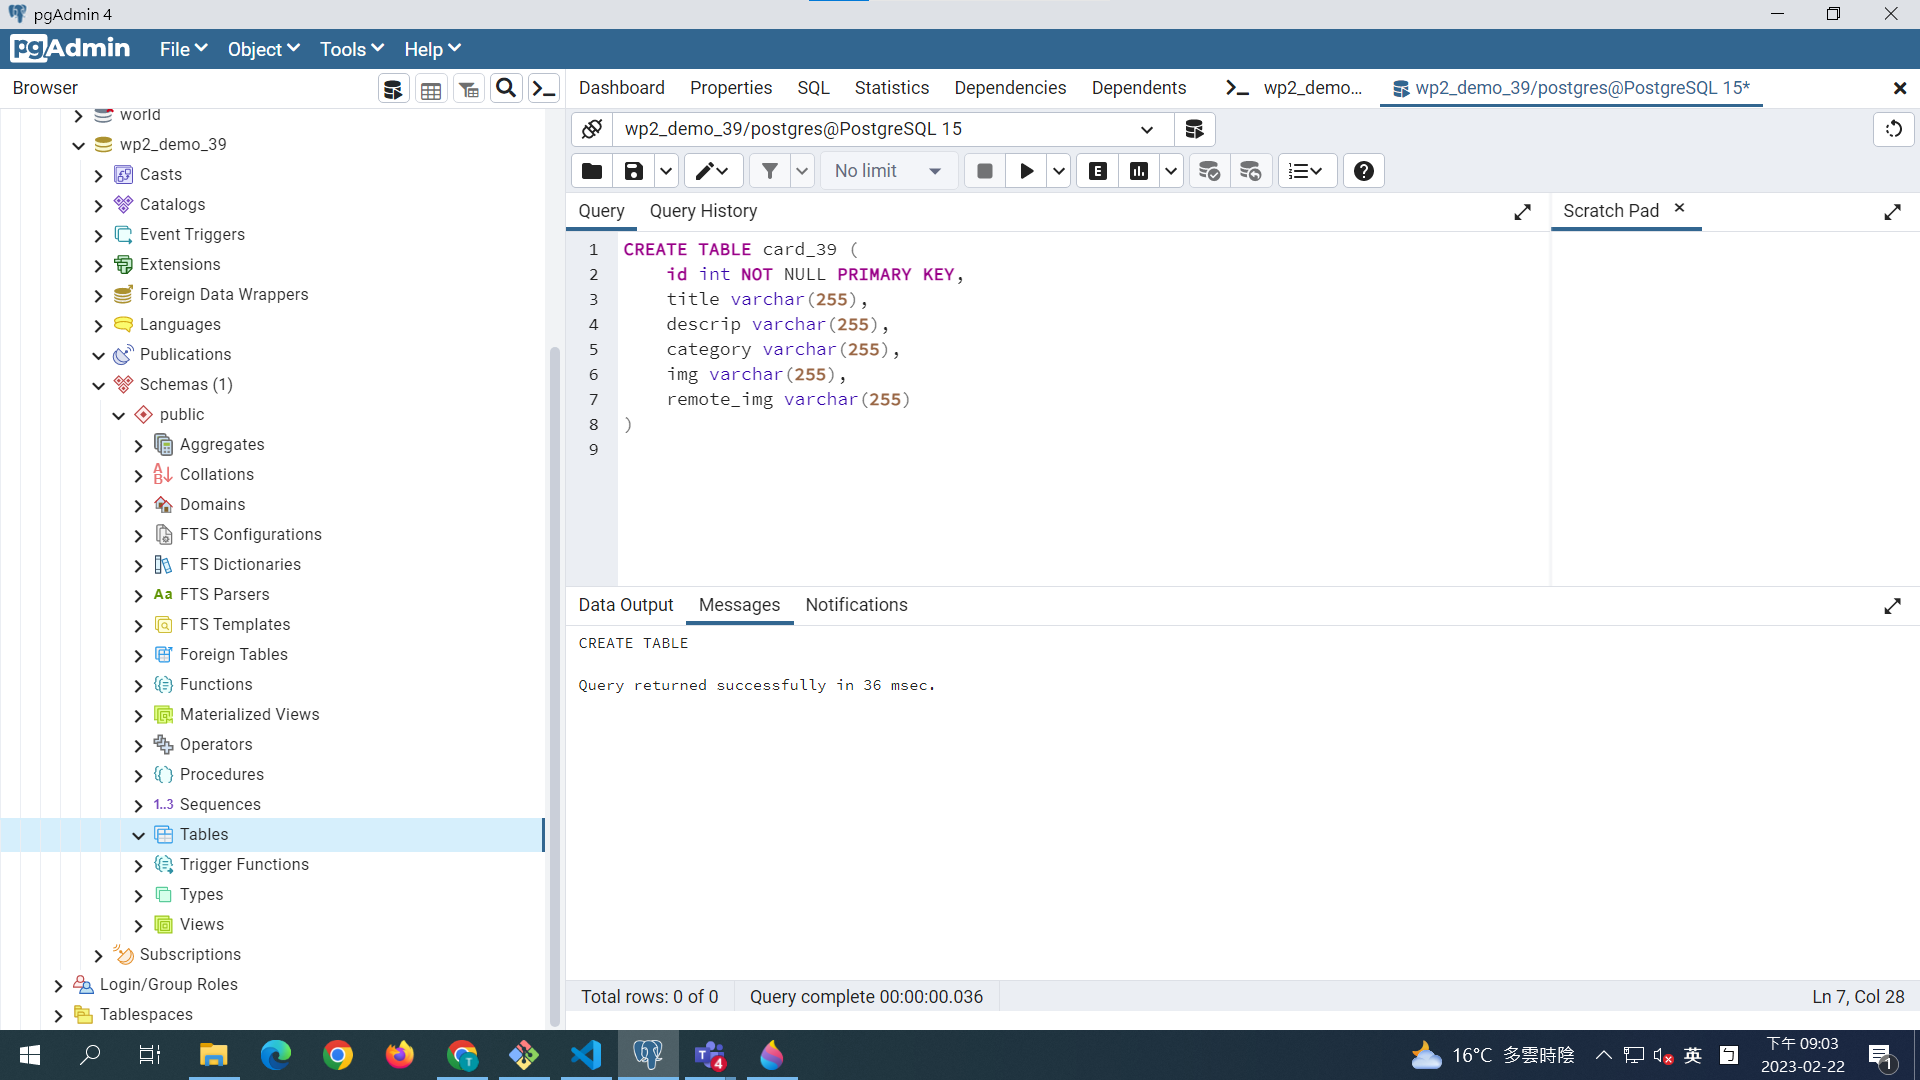 pgAdmin 4
pgAdmin File Object Tools Help
Browser
Dashboard Properties SQL Statistics Dependencies Dependents wp2_demo... wp2_demo_39/postgres@PostgreSQL 15*
world
wp2_demo_39
Casts
Catalogs
Event Triggers
Extensions
Foreign Data Wrappers
Languages
Publications
Schemas (1)
public
Aggregates
Collations
Domains
FTS Configurations
FTS Dictionaries
Aa FTS Parsers
FTS Templates
Foreign Tables
Functions
Materialized Views
Operators
Procedures
1..3 Sequences
Tables
Trigger Functions
Types
Views
Subscriptions
Login/Group Roles
Tablespaces
wp2_demo_39/postgres@PostgreSQL 15
No limit E
Query Query History
Scratch Pad
1 CREATE TABLE card_39 (
2 id int NOT NULL PRIMARY KEY,
3 title varchar(255),
4 descrip varchar(255),
5 category varchar(255),
6 img varchar(255),
7 remote_img varchar(255)
8 )
9
Data Output Messages Notifications
CREATE TABLE
Query returned successfully in 36 msec.
Total rows: 0 of 0 Query complete 00:00:00.036 Ln 7, Col 28
T
4
16°C 多雲時陰
英
下午 09:03
2023-02-22
1